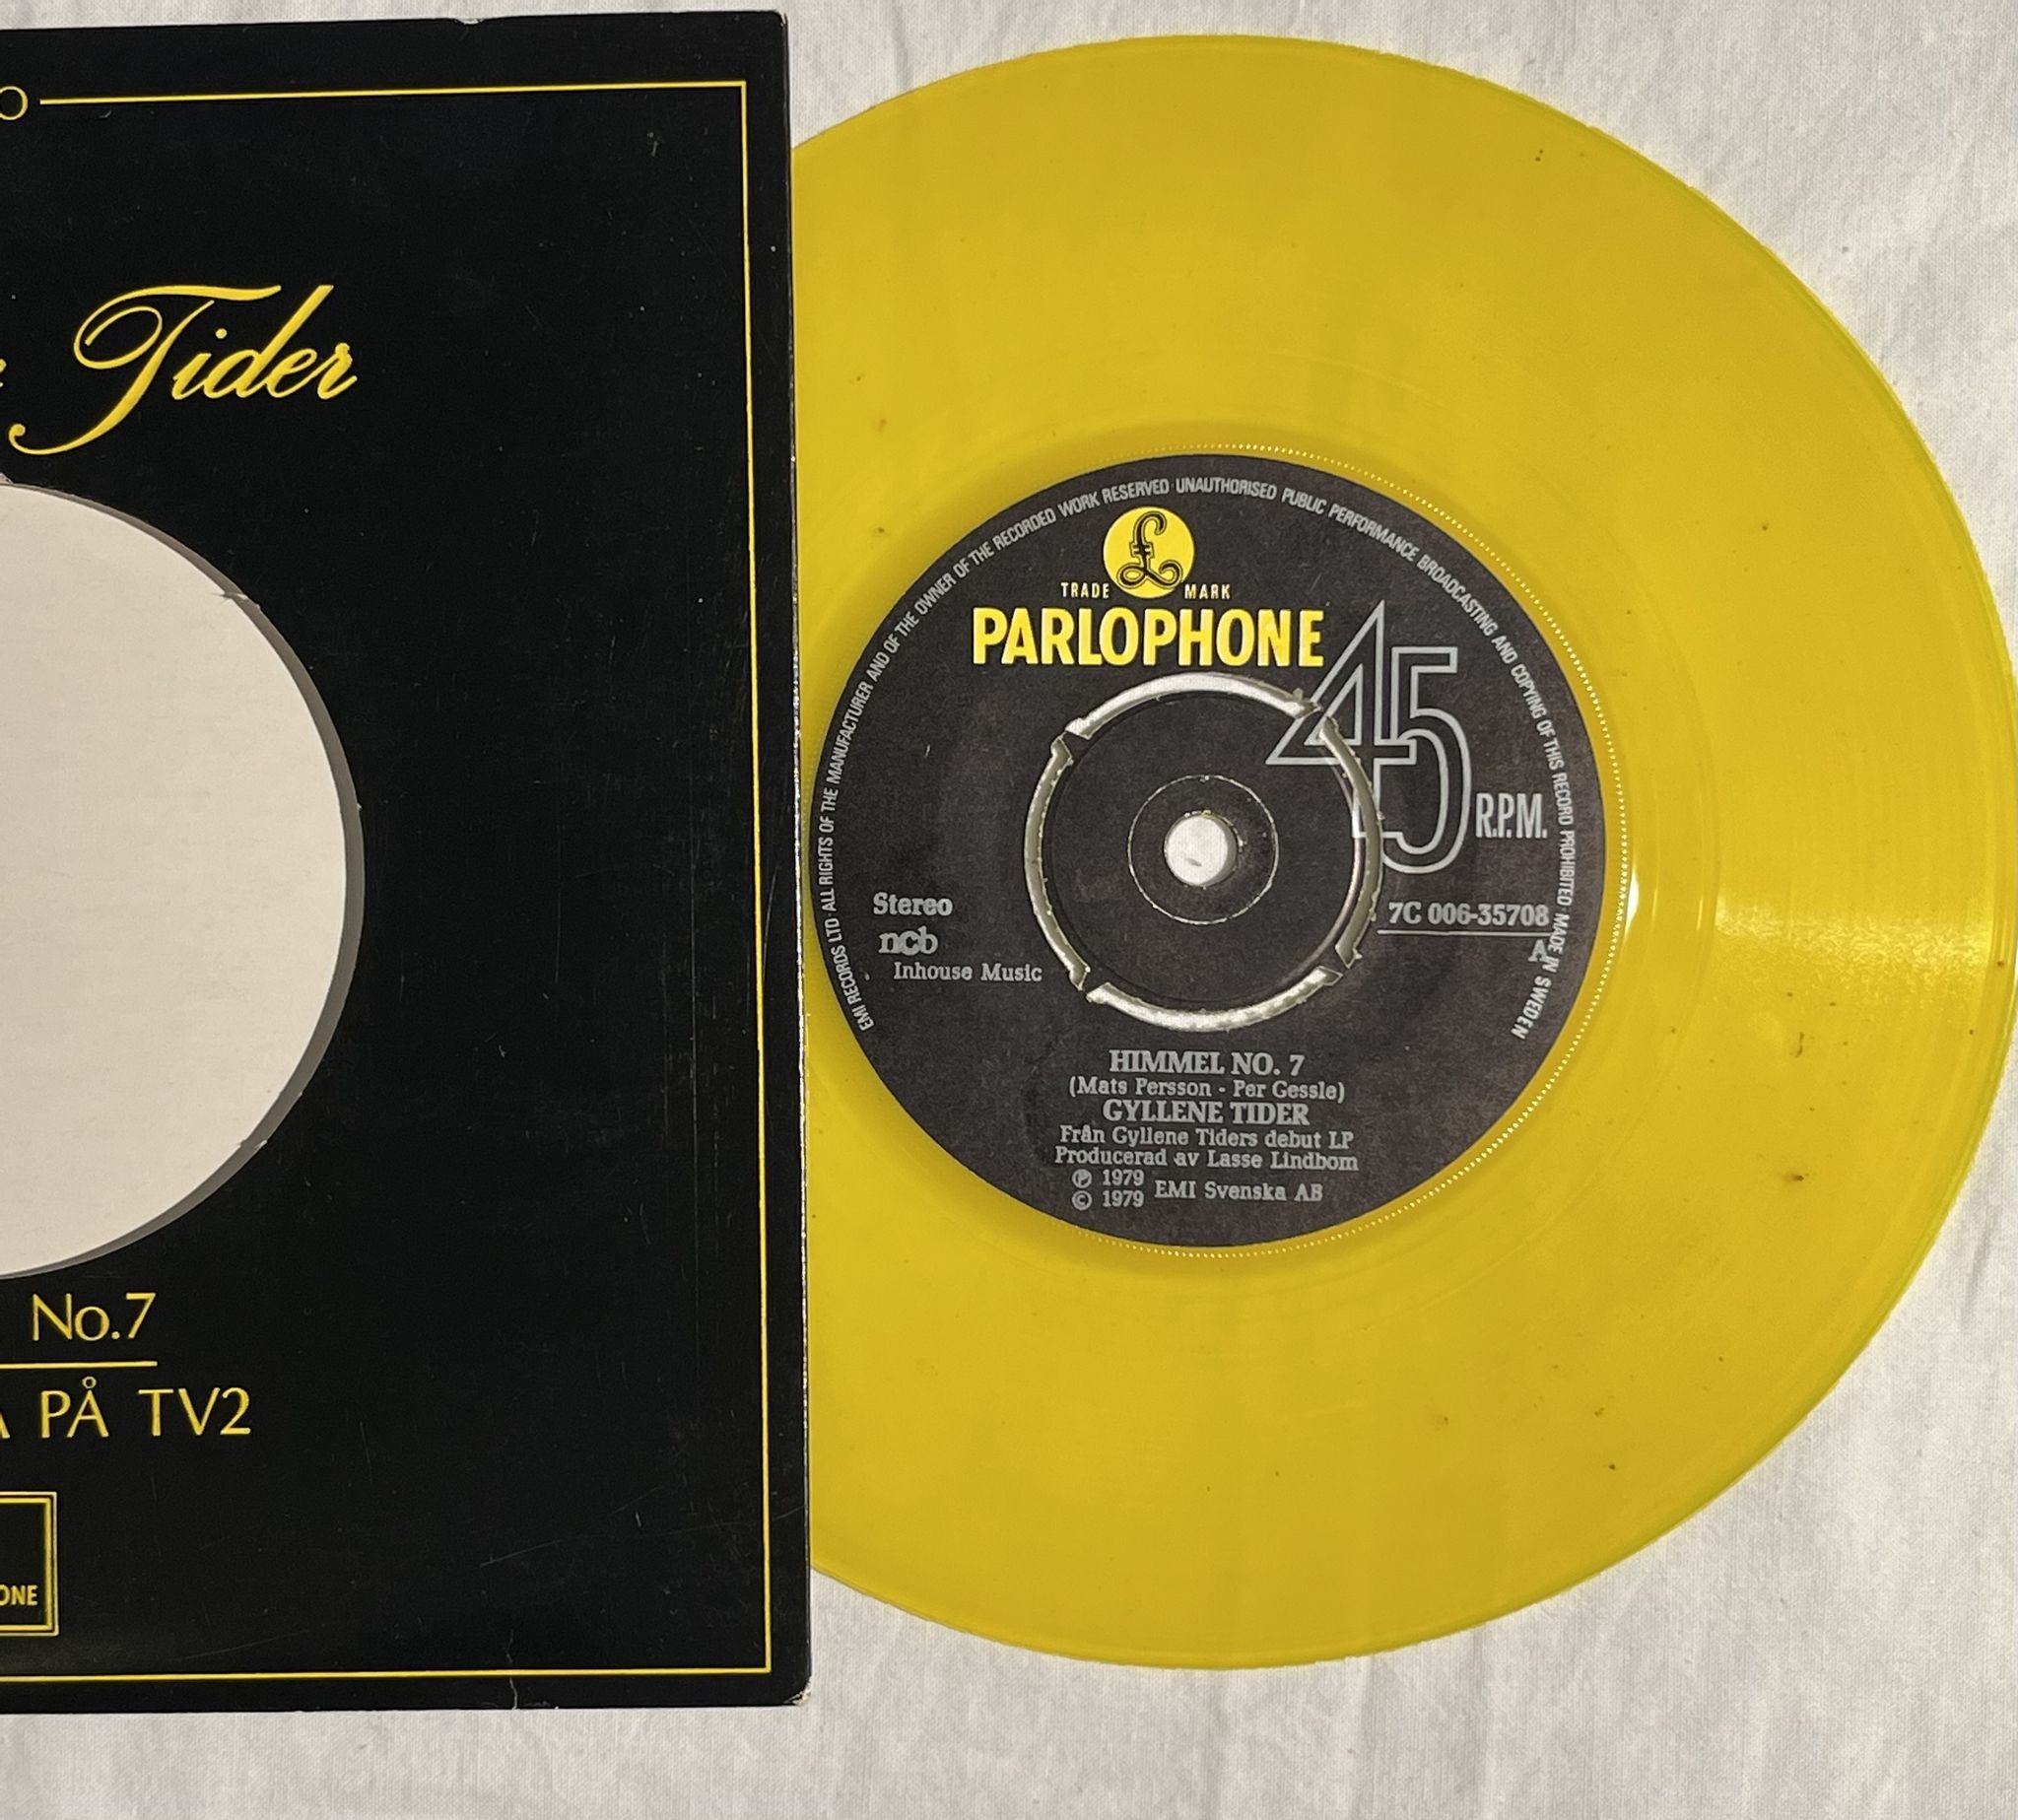 O
Tider
No.7
PÅ TV2
ONE
EMI RECORDS LTD·ALL RIGHTS OF THE MANUFACTURER AND OF THE OWNER OF THE RECORDED WORK RESERVED·UNAUTHORISED PUBLIC PERFORMANCE BROADCASTING AND COPYING OF THIS RECORD PROHIBITED·MADE IN SWEDEN
£
TRADE MARK
PARLOPHONE
45 R.P.M.
Stereo
ncb
Inhouse Music
7C 006-35708
A
HIMMEL NO. 7
(Mats Persson - Per Gessle)
GYLLENE TIDER
Från Gyllene Tiders debut LP
Producerad av Lasse Lindbom
℗ 1979
© 1979 EMI Svenska AB